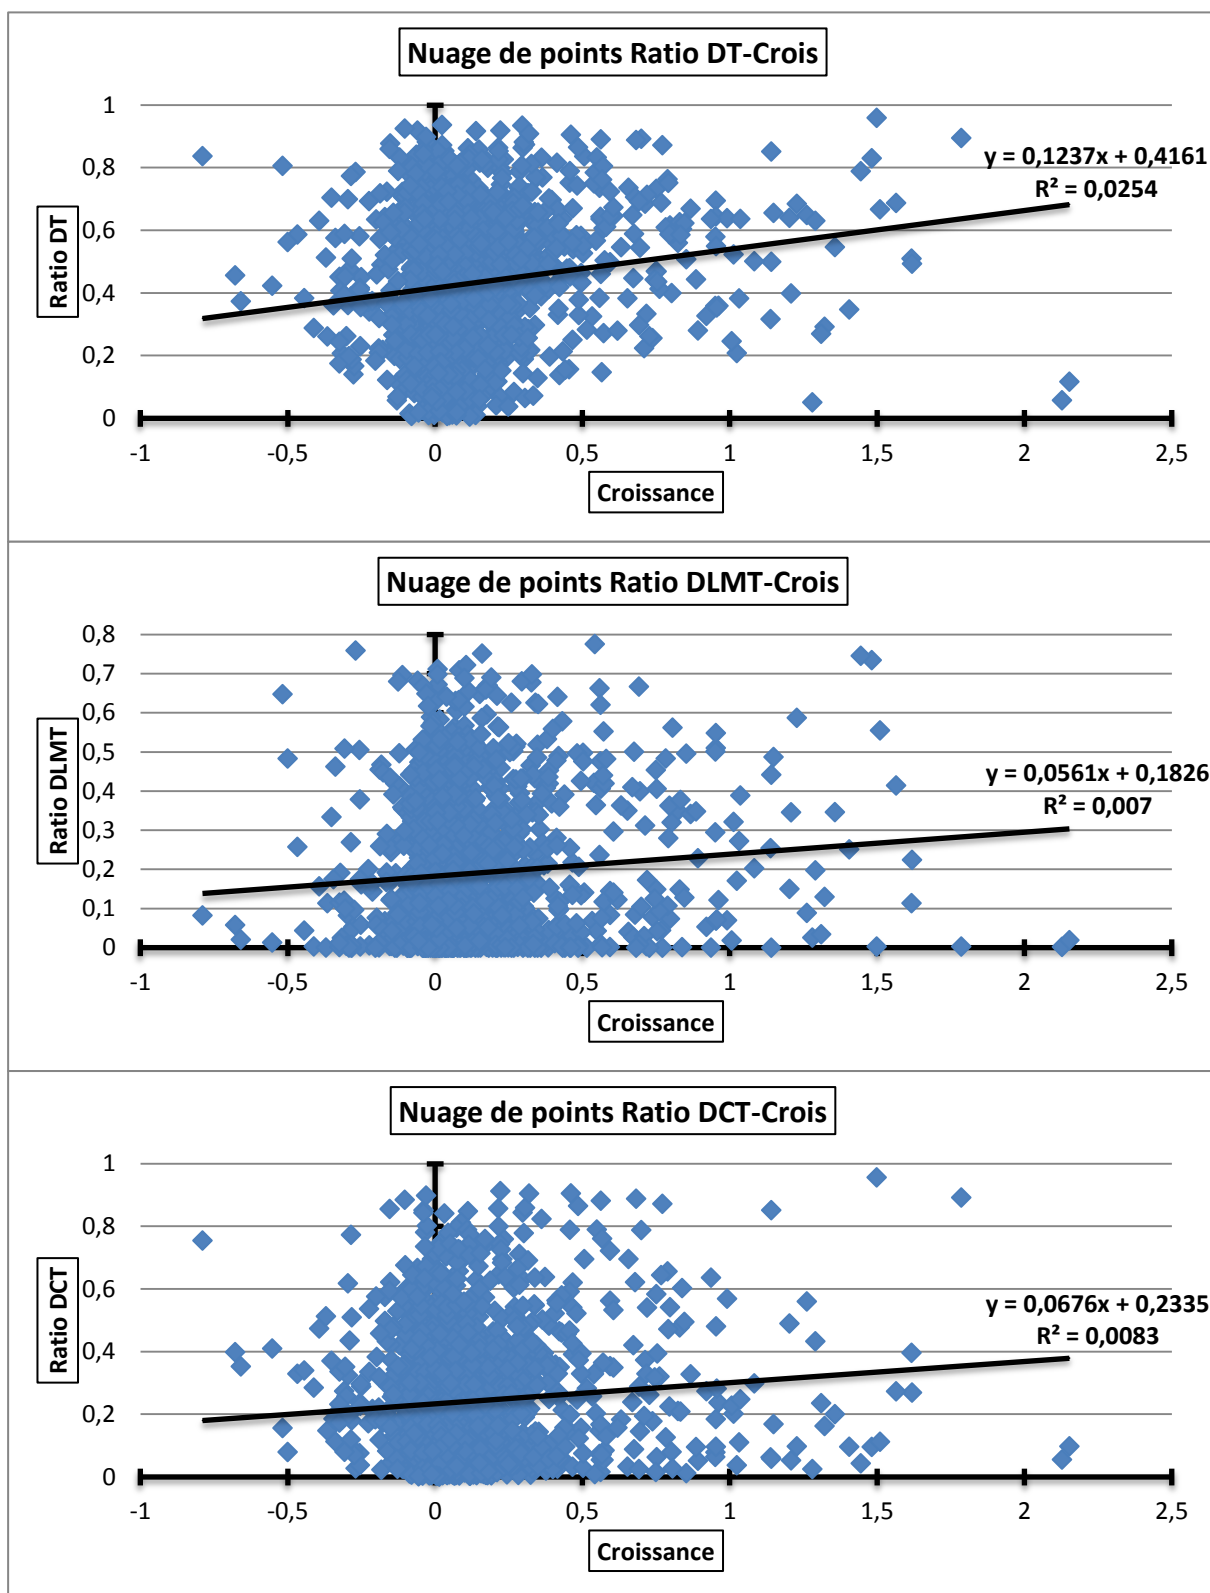 Nuage de points Ratio DT-Crois
1
0,8
0,6
0,4
0,2
0
Ratio DT
y = 0,1237x + 0,4161
R² = 0,0254
-1 -0,5 0 0,5 1 1,5 2 2,5
Croissance
Nuage de points Ratio DLMT-Crois
0,8
0,7
0,6
0,5
0,4
0,3
0,2
0,1
0
Ratio DLMT
y = 0,0561x + 0,1826
R² = 0,007
-1 -0,5 0 0,5 1 1,5 2 2,5
Croissance
Nuage de points Ratio DCT-Crois
1
0,8
0,6
0,4
0,2
0
Ratio DCT
y = 0,0676x + 0,2335
R² = 0,0083
-1 -0,5 0 0,5 1 1,5 2 2,5
Croissance